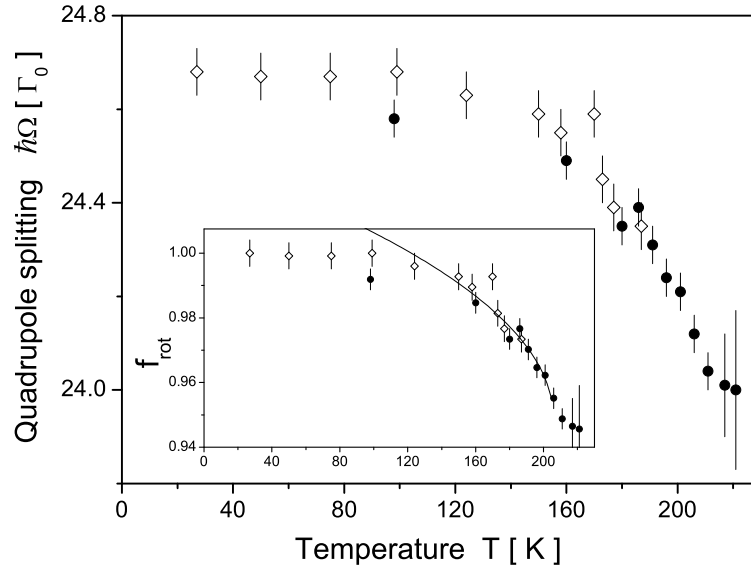 24.8
24.4
24.0
Quadrupole splitting ħΩ [ Γ0 ]
0 40 80 120 160 200
Temperature T [ K ]
1.00
0.98
0.96
0.94
frot
0 40 80 120 160 200